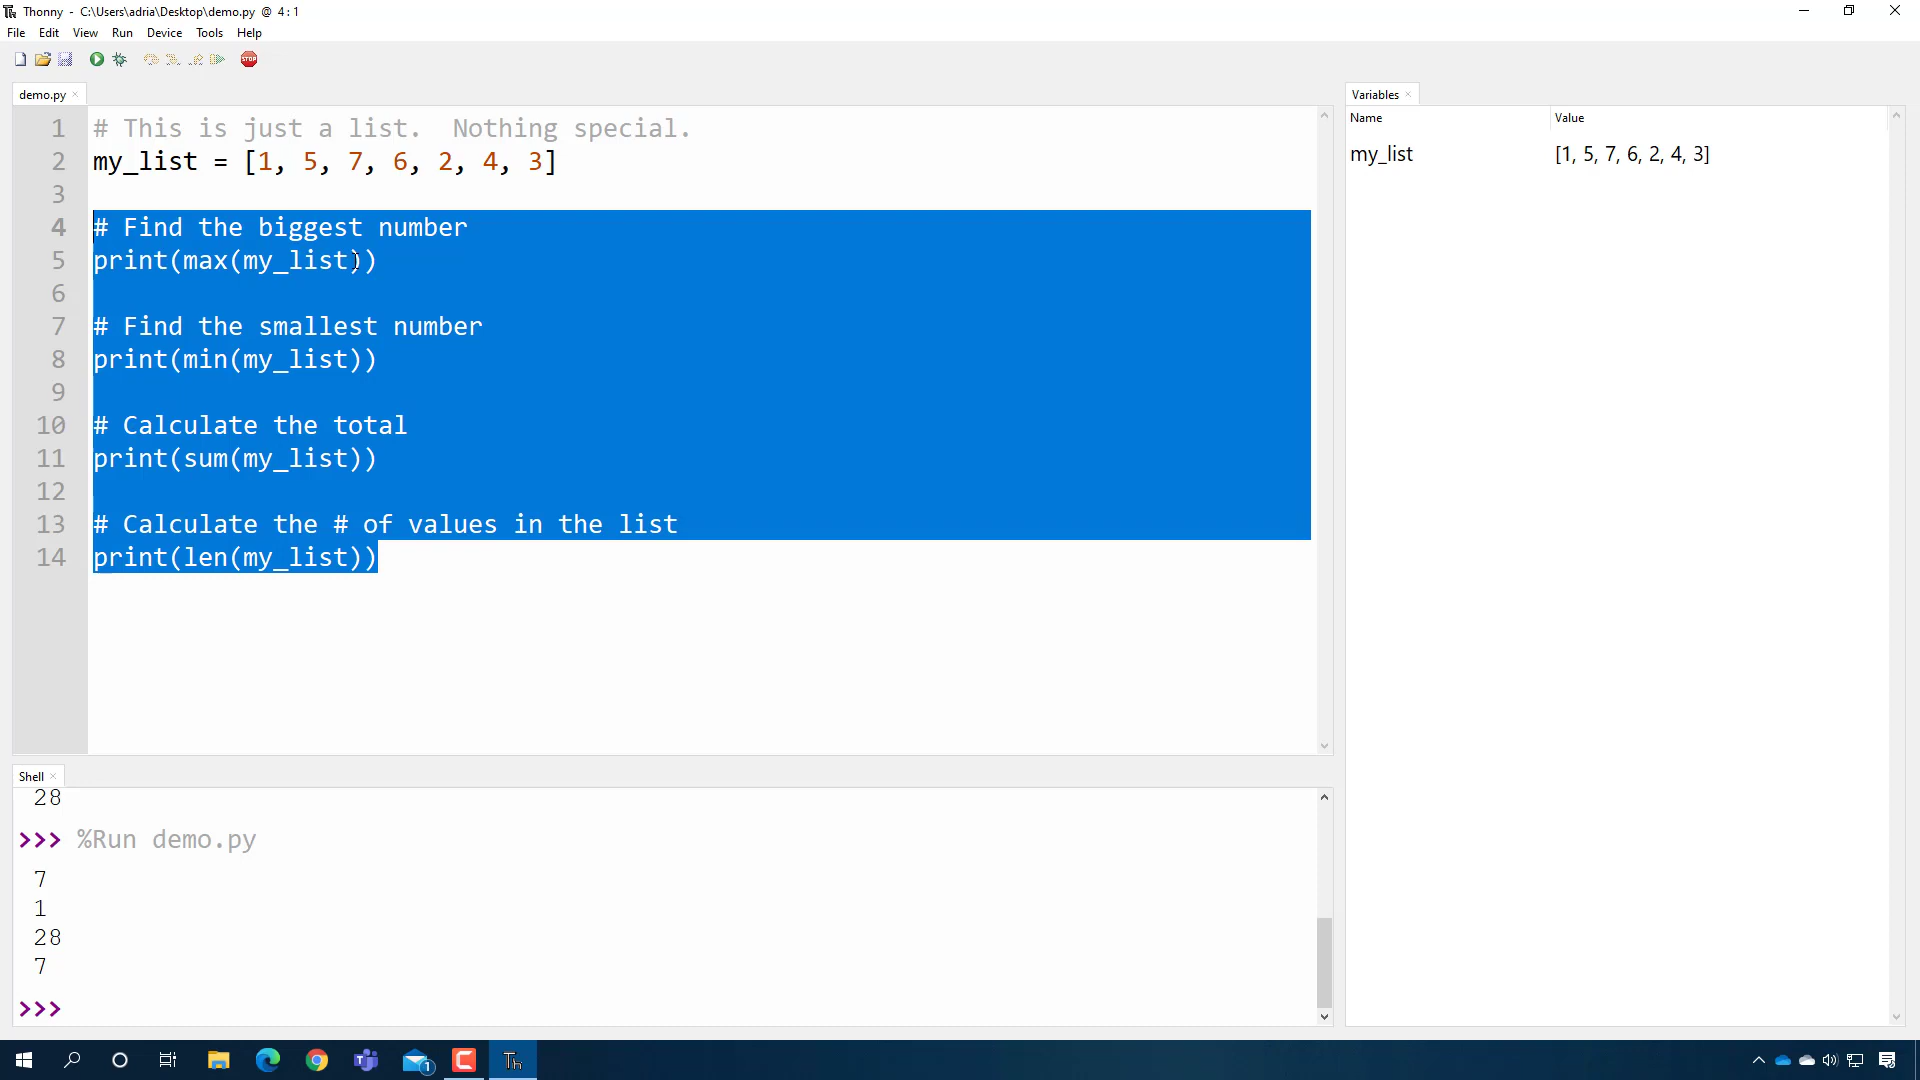 Thonny - C:\Users\adria\Desktop\demo.py @ 4:1
File Edit View Run Device Tools Help
STOP
demo.py
1 # This is just a list.  Nothing special.
2 my_list = [1, 5, 7, 6, 2, 4, 3]
3
4 # Find the biggest number
5 print(max(my_list))
6
7 # Find the smallest number
8 print(min(my_list))
9
10 # Calculate the total
11 print(sum(my_list))
12
13 # Calculate the # of values in the list
14 print(len(my_list))
Variables
Name Value
my_list [1, 5, 7, 6, 2, 4, 3]
Shell
28
>>> %Run demo.py
7
1
28
7
>>>
1
Th